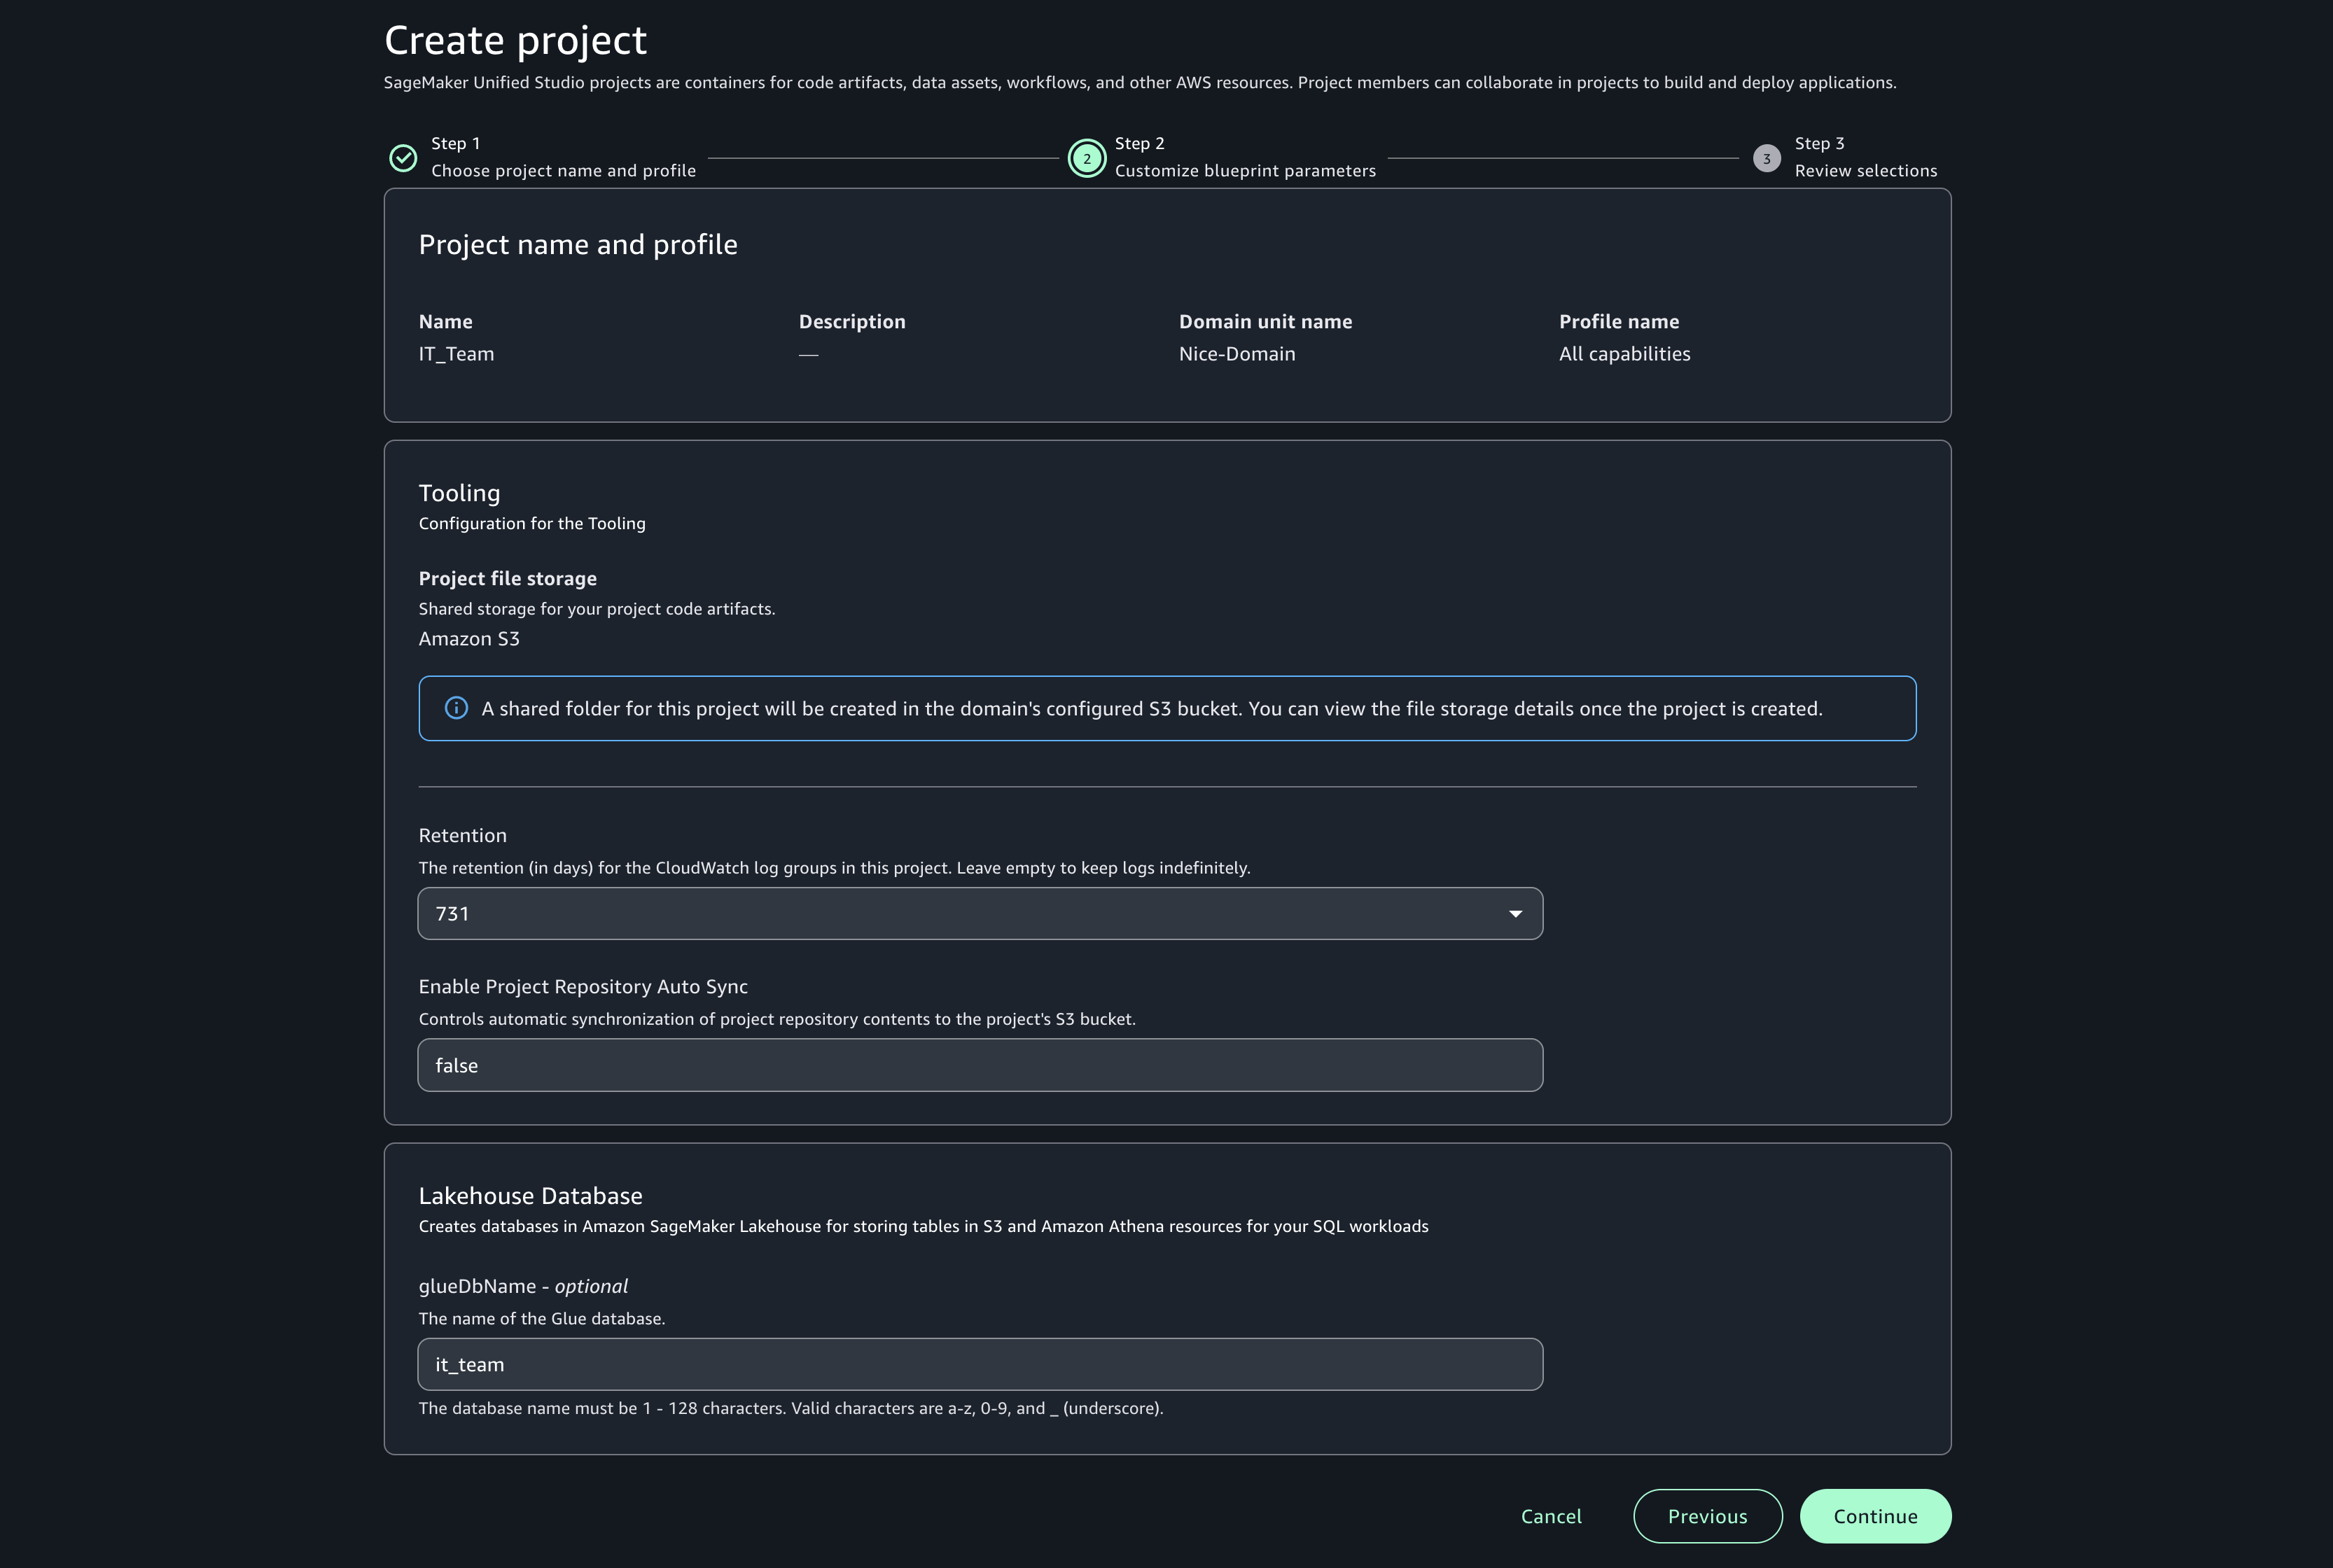 Create project
SageMaker Unified Studio projects are containers for code artifacts, data assets, workflows, and other AWS resources. Project members can collaborate in projects to build and deploy applications.
Step 1
Choose project name and profile
2
Step 2
Customize blueprint parameters
3
Step 3
Review selections
Project name and profile
Name
IT_Team
Description
—
Domain unit name
Nice-Domain
Profile name
All capabilities
Tooling
Configuration for the Tooling
Project file storage
Shared storage for your project code artifacts.
Amazon S3
A shared folder for this project will be created in the domain's configured S3 bucket. You can view the file storage details once the project is created.
Retention
The retention (in days) for the CloudWatch log groups in this project. Leave empty to keep logs indefinitely.
731
Enable Project Repository Auto Sync
Controls automatic synchronization of project repository contents to the project's S3 bucket.
false
Lakehouse Database
Creates databases in Amazon SageMaker Lakehouse for storing tables in S3 and Amazon Athena resources for your SQL workloads
glueDbName - optional
The name of the Glue database.
it_team
The database name must be 1 - 128 characters. Valid characters are a-z, 0-9, and _ (underscore).
Cancel
Previous
Continue